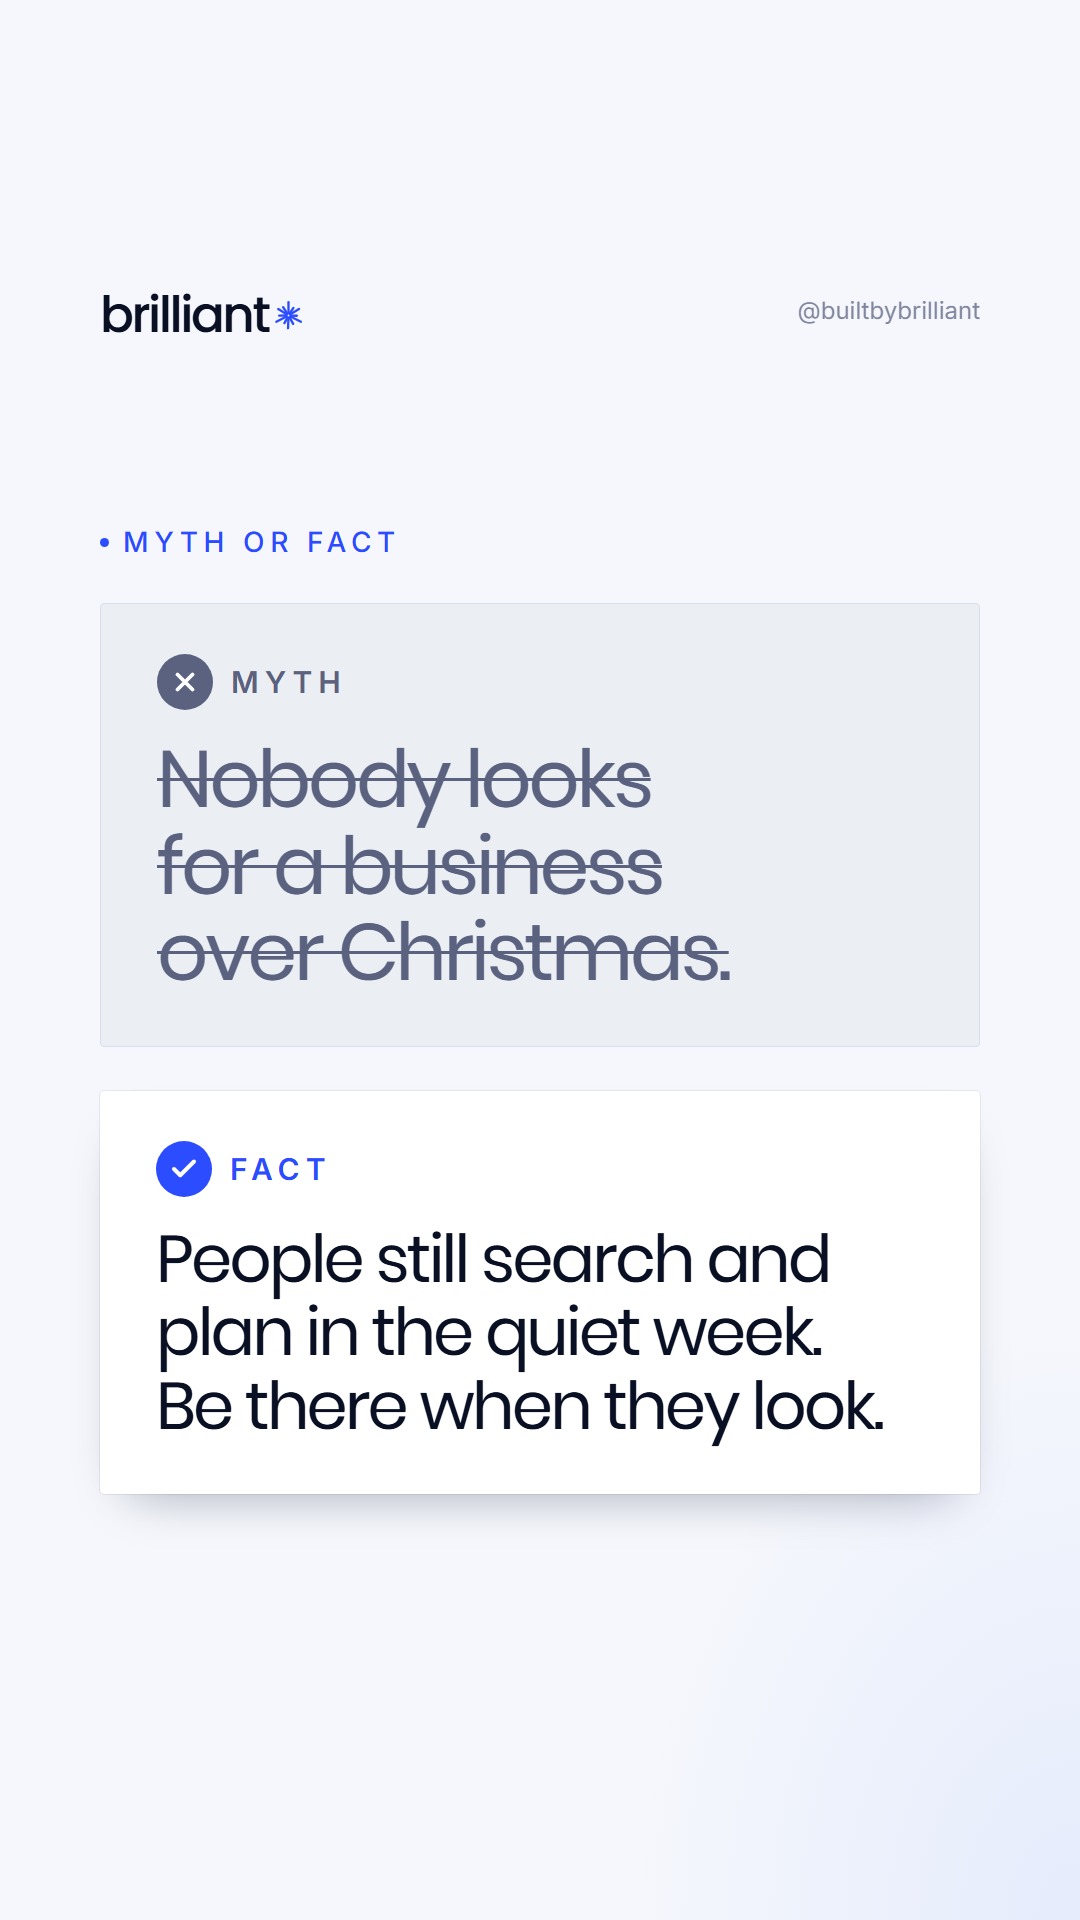 brilliant
@builtbybrilliant
MYTH OR FACT
MYTH
Nobody looks
for a business
over Christmas.
FACT
People still search and
plan in the quiet week.
Be there when they look.